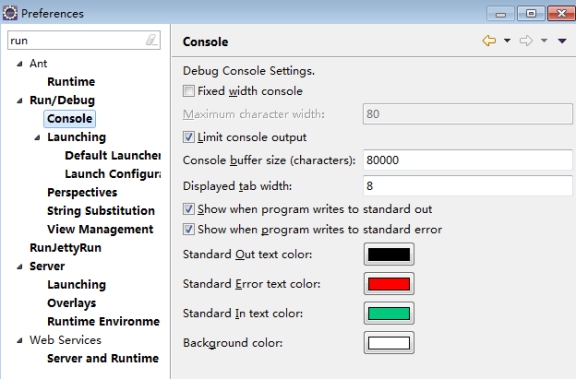 Preferences
run
Ant
Runtime
Run/Debug
Console
Launching
Default Launcher
Launch Configura
Perspectives
String Substitution
View Management
RunJettyRun
Server
Launching
Overlays
Runtime Environme
Web Services
Server and Runtime
Console
Debug Console Settings.
Fixed width console
Maximum character width: 80
Limit console output
Console buffer size (characters): 80000
Displayed tab width: 8
Show when program writes to standard out
Show when program writes to standard error
Standard Out text color:
Standard Error text color:
Standard In text color:
Background color: